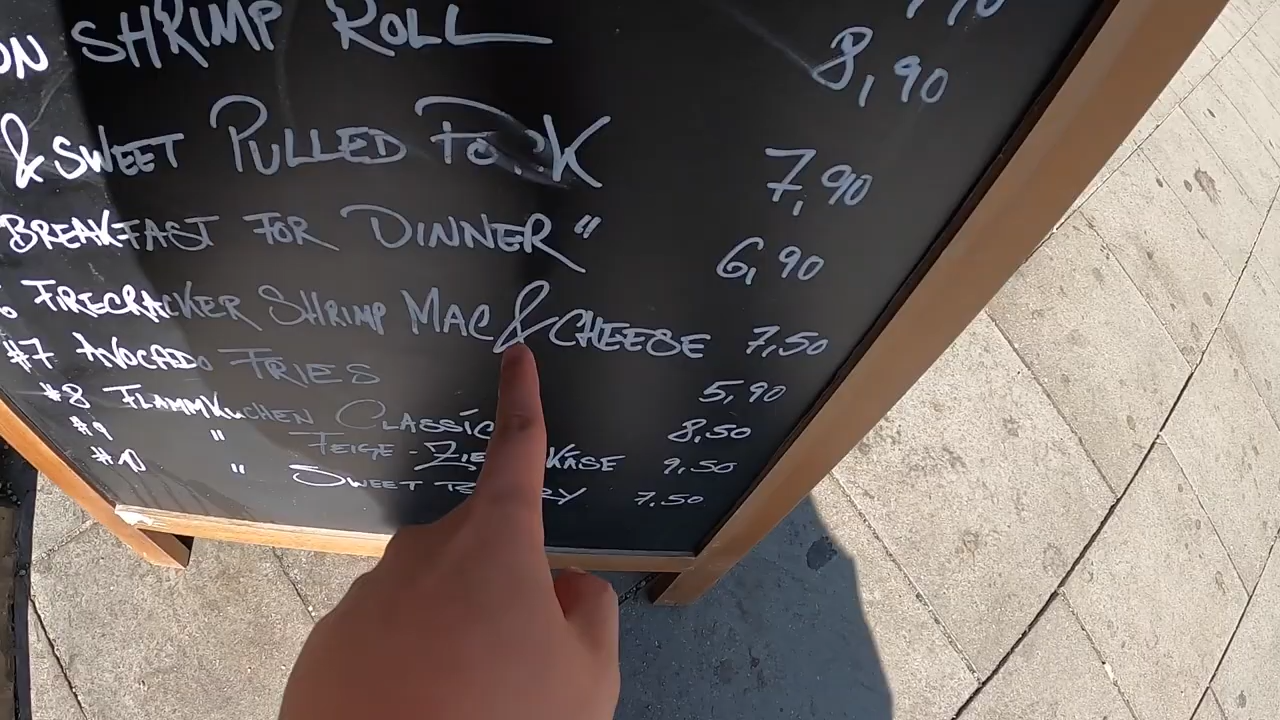 SHRIMP ROLL 8,90
& SWEET PULLED PORK 7,90
BREAKFAST FOR DINNER" 6,90
FIRECRACKER SHRIMP MAC & CHEESE 7,50
#7 AVOCADO FRIES 5,90
#8 FLAMMKUCHEN CLASSIC 8,50
#9 " FEIGE - KÄSE 9,50
#10 " SWEET 7.50